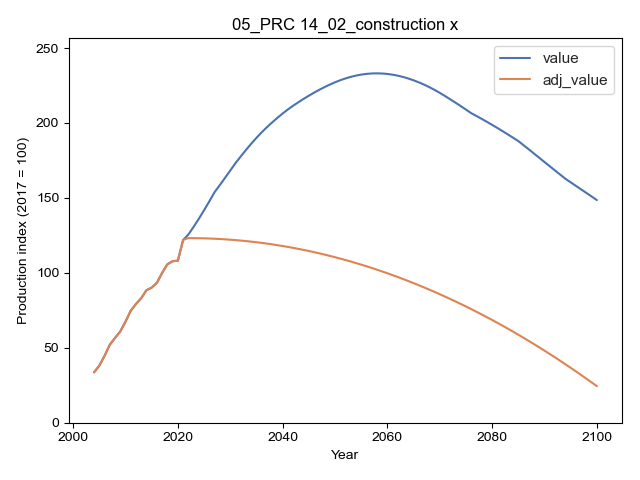 05_PRC 14_02_construction x
Production index (2017 = 100)
250
200
150
100
50
0
value
adj_value
2000 2020 2040 2060 2080 2100
Year